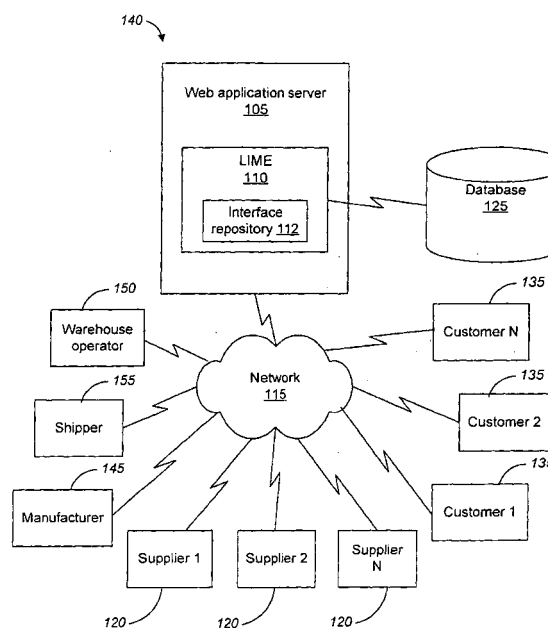 140
Web application server
105
LIME
110
Interface
repository 112
Database
125
150
Warehouse
operator
135
Customer N
Network
115
155
Shipper
135
Customer 2
145
Manufacturer
135
Customer 1
Supplier 1
Supplier 2
Supplier
N
120
120
120